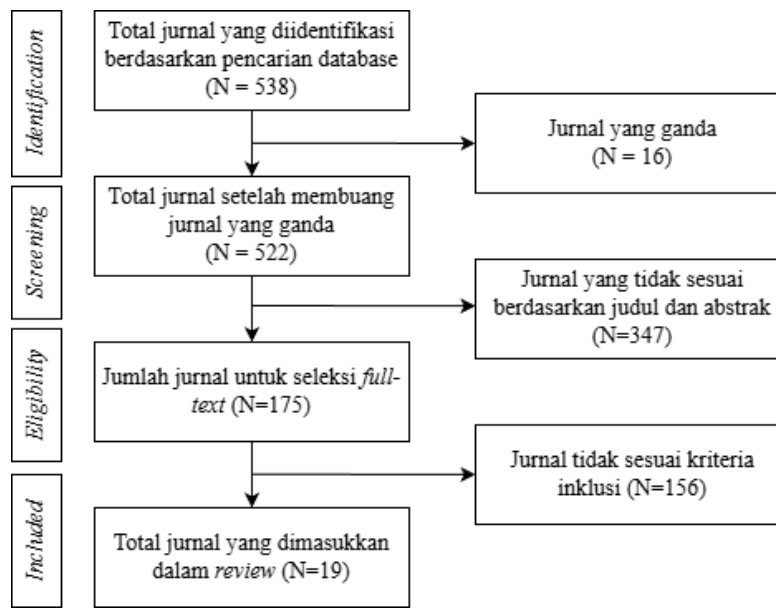 Identification
Total jurnal yang diidentifikasi
berdasarkan pencarian database
(N = 538)
Jurnal yang ganda
(N = 16)
Screening
Total jurnal setelah membuang
jurnal yang ganda
(N = 522)
Jurnal yang tidak sesuai
berdasarkan judul dan abstrak
(N=347)
Eligibility
Jumlah jurnal untuk seleksi full-
text (N=175)
Jurnal tidak sesuai kriteria
inklusi (N=156)
Included
Total jurnal yang dimasukkan
dalam review (N=19)